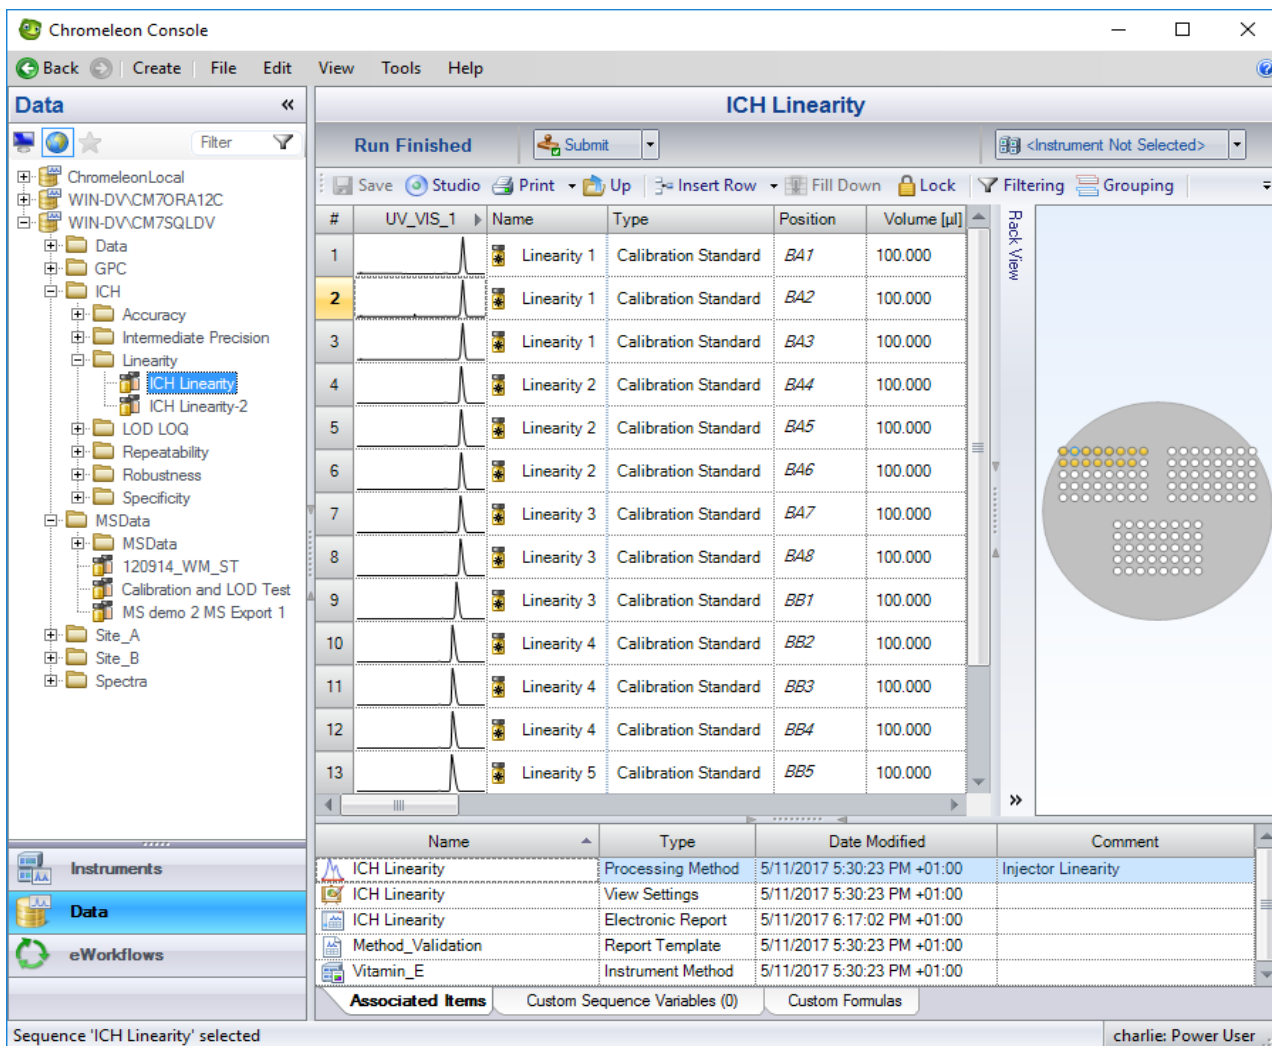 Chromeleon Console
Back Create File Edit View Tools Help
Data «
Filter
ChromeleonLocal
WIN-DV\CM7ORA12C
WIN-DV\CM7SQLDV
Data
GPC
ICH
Accuracy
Intermediate Precision
Linearity
ICH Linearity
ICH Linearity-2
LOD LOQ
Repeatability
Robustness
Specificity
MSData
MSData
120914_WM_ST
Calibration and LOD Test
MS demo 2 MS Export 1
Site_A
Site_B
Spectra
Instruments
Data
eWorkflows
ICH Linearity
Run Finished Submit <Instrument Not Selected>
Save Studio Print Up Insert Row Fill Down Lock Filtering Grouping
# UV_VIS_1 Name Type Position Volume [µl]
1 Linearity 1 Calibration Standard BA1 100.000
2 Linearity 1 Calibration Standard BA2 100.000
3 Linearity 1 Calibration Standard BA3 100.000
4 Linearity 2 Calibration Standard BA4 100.000
5 Linearity 2 Calibration Standard BA5 100.000
6 Linearity 2 Calibration Standard BA6 100.000
7 Linearity 3 Calibration Standard BA7 100.000
8 Linearity 3 Calibration Standard BA8 100.000
9 Linearity 3 Calibration Standard BB1 100.000
10 Linearity 4 Calibration Standard BB2 100.000
11 Linearity 4 Calibration Standard BB3 100.000
12 Linearity 4 Calibration Standard BB4 100.000
13 Linearity 5 Calibration Standard BB5 100.000
Rack View
»
Name Type Date Modified Comment
ICH Linearity Processing Method 5/11/2017 5:30:23 PM +01:00 Injector Linearity
ICH Linearity View Settings 5/11/2017 5:30:23 PM +01:00
ICH Linearity Electronic Report 5/11/2017 6:17:02 PM +01:00
Method_Validation Report Template 5/11/2017 5:30:23 PM +01:00
Vitamin_E Instrument Method 5/11/2017 5:30:23 PM +01:00
Associated Items Custom Sequence Variables (0) Custom Formulas
Sequence 'ICH Linearity' selected charlie: Power User